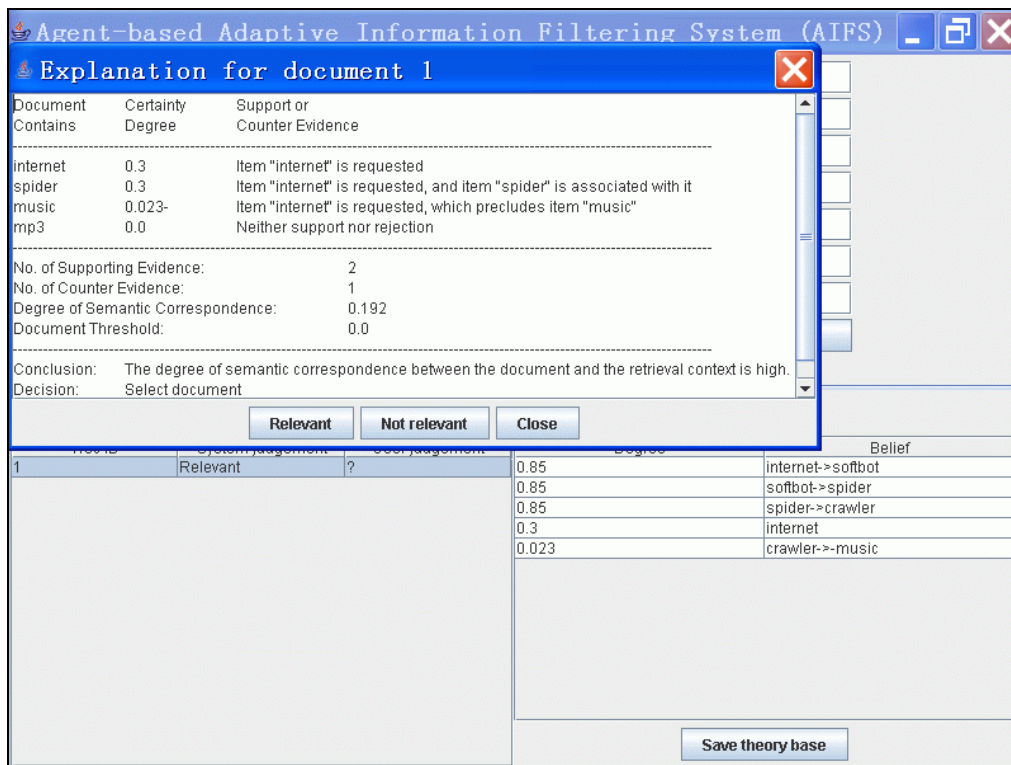 Agent-based Adaptive Information Filtering System (AIFS)
Explanation for document 1
Document Certainty Support or
Contains Degree Counter Evidence
internet 0.3 Item "internet" is requested
spider 0.3 Item "internet" is requested, and item "spider" is associated with it
music 0.023- Item "internet" is requested, which precludes item "music"
mp3 0.0 Neither support nor rejection
No. of Supporting Evidence: 2
No. of Counter Evidence: 1
Degree of Semantic Correspondence: 0.192
Document Threshold: 0.0
Conclusion: The degree of semantic correspondence between the document and the retrieval context is high.
Decision: Select document
Relevant Not relevant Close
System judgement User judgement Degree Belief
1 Relevant ? 0.85 internet->softbot
0.85 softbot->spider
0.85 spider->crawler
0.3 internet
0.023 crawler->-music
Save theory base